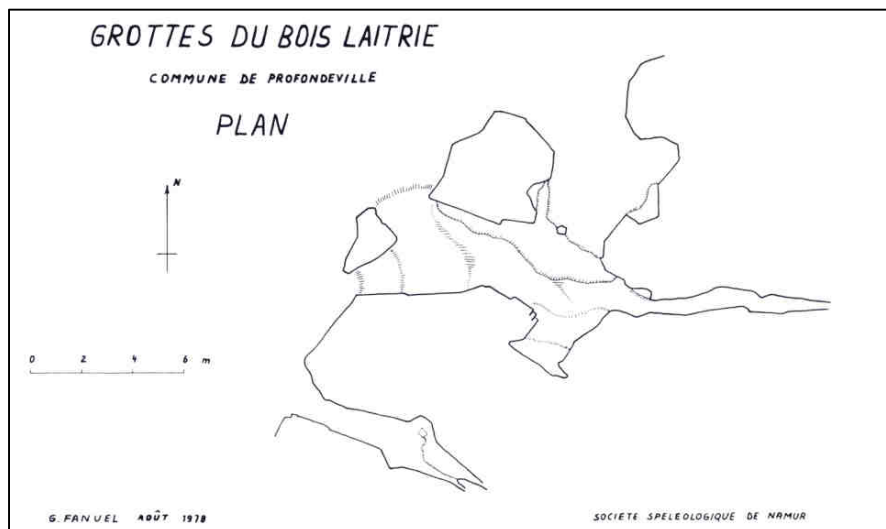 GROTTES DU BOIS LAITRIE
COMMUNE DE PROFONDEVILLE
PLAN
N
0 2 4 6 m
G. FANUEL AOÛT 1978
SOCIETE SPELEOLOGIQUE DE NAMUR